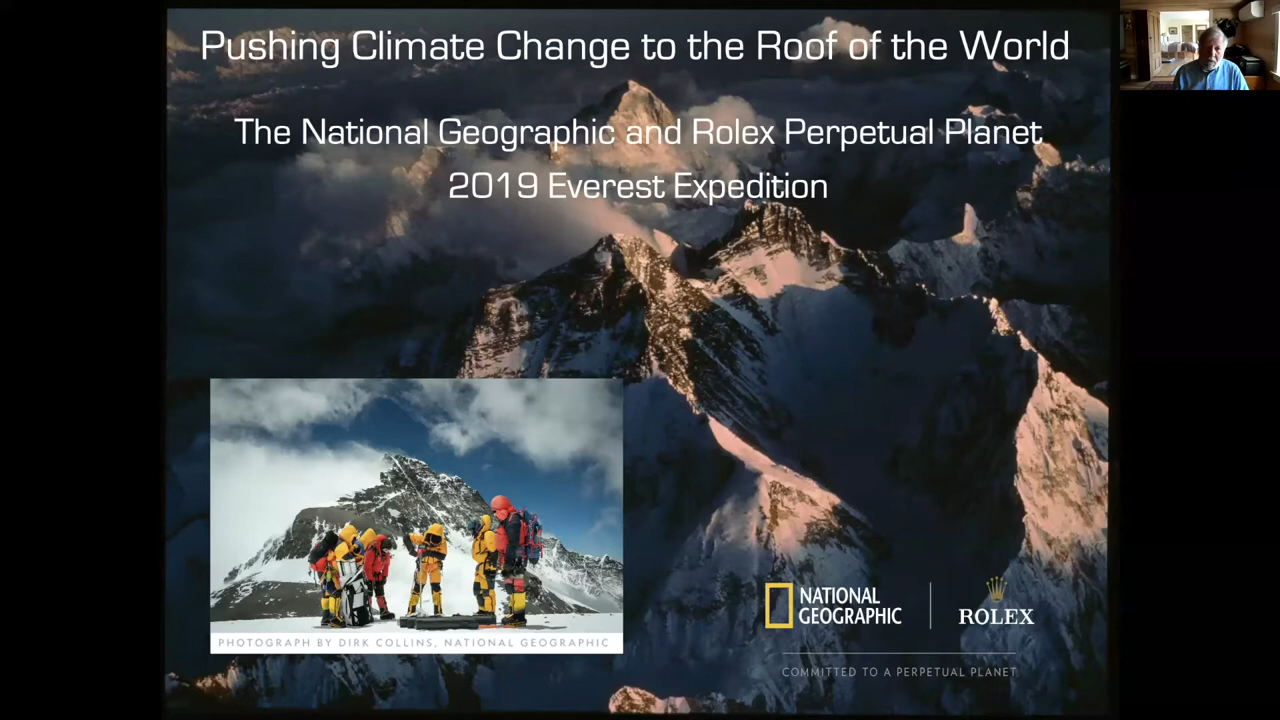 Pushing Climate Change to the Roof of the World
The National Geographic and Rolex Perpetual Planet
2019 Everest Expedition
PHOTOGRAPH BY DIRK COLLINS, NATIONAL GEOGRAPHIC
NATIONAL
GEOGRAPHIC
ROLEX
COMMITTED TO A PERPETUAL PLANET